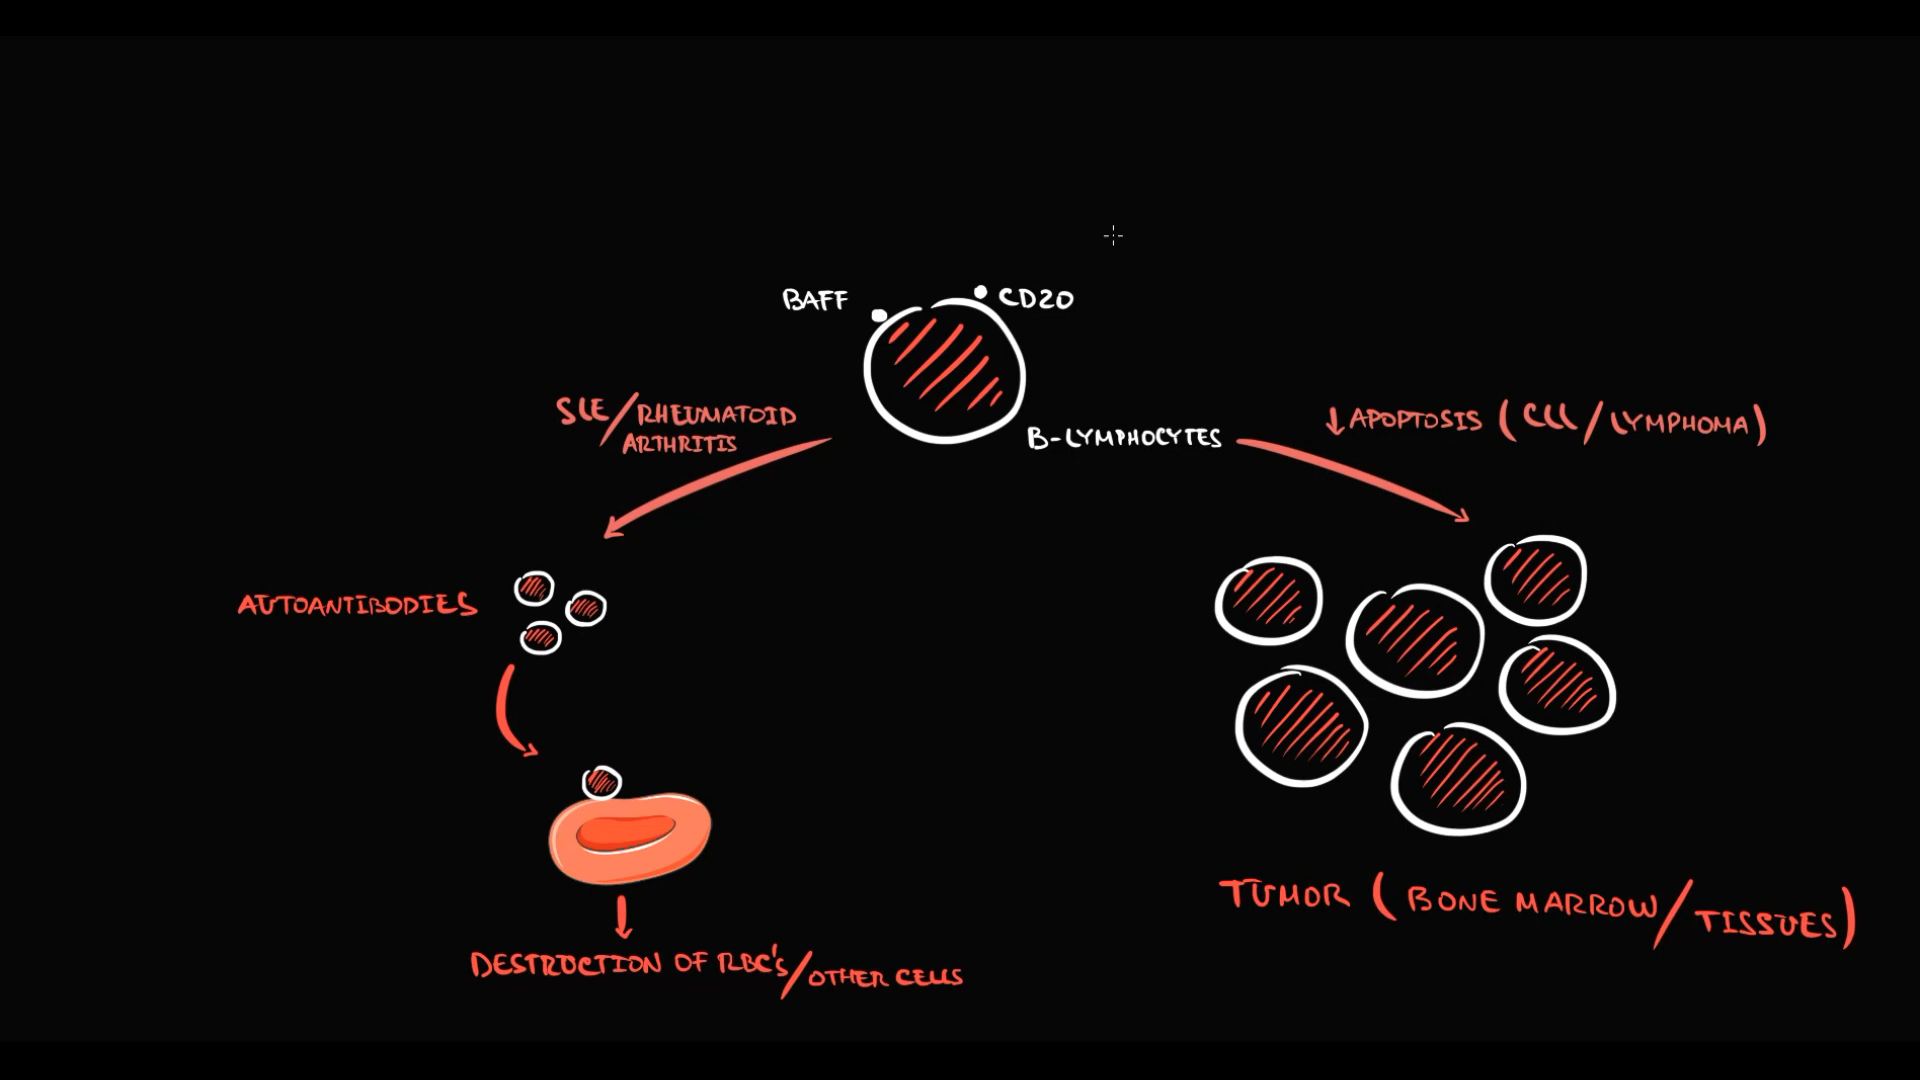 BAFF
CD20
SLE/RHEUMATOID
ARTHRITIS
B-LYMPHOCYTES
↓ APOPTOSIS (CLL/LYMPHOMA)
AUTOANTIBODIES
TUMOR (BONE MARROW/TISSUES)
DESTRUCTION OF RBC's/OTHER CELLS